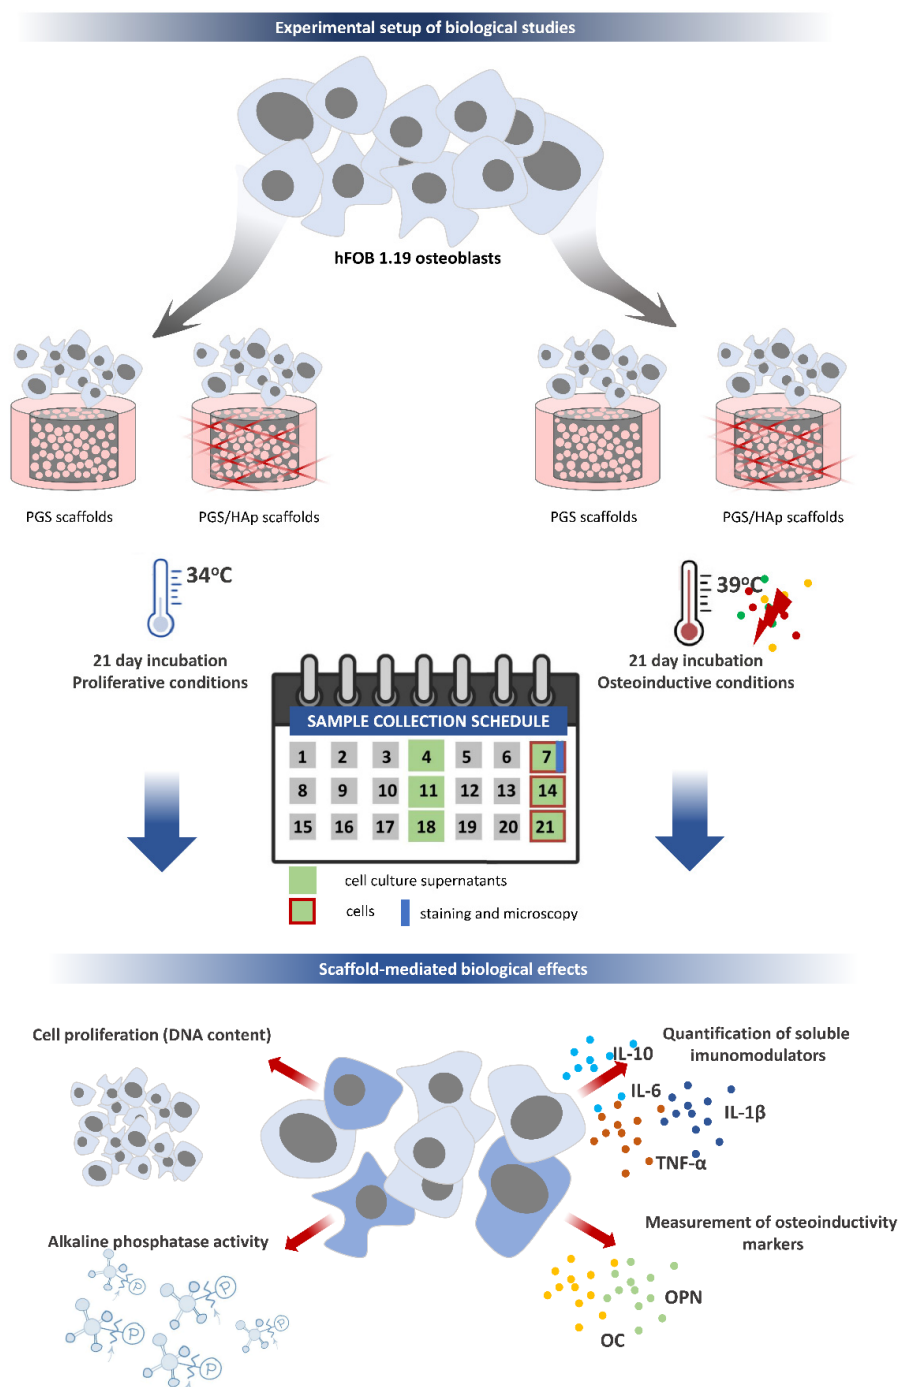 Experimental setup of biological studies
hFOB 1.19 osteoblasts
PGS scaffolds
PGS/HAp scaffolds
PGS scaffolds
PGS/HAp scaffolds
34°C
39°C
21 day incubation
Proliferative conditions
21 day incubation
Osteoinductive conditions
SAMPLE COLLECTION SCHEDULE
1 2 3 4 5 6 7
8 9 10 11 12 13 14
15 16 17 18 19 20 21
cell culture supernatants
cells
staining and microscopy
Scaffold-mediated biological effects
Cell proliferation (DNA content)
Quantification of soluble
imunomodulators
IL-10
IL-6
IL-1β
TNF-α
Alkaline phosphatase activity
Measurement of osteoinductivity
markers
OPN
OC
P
P
P
P
P